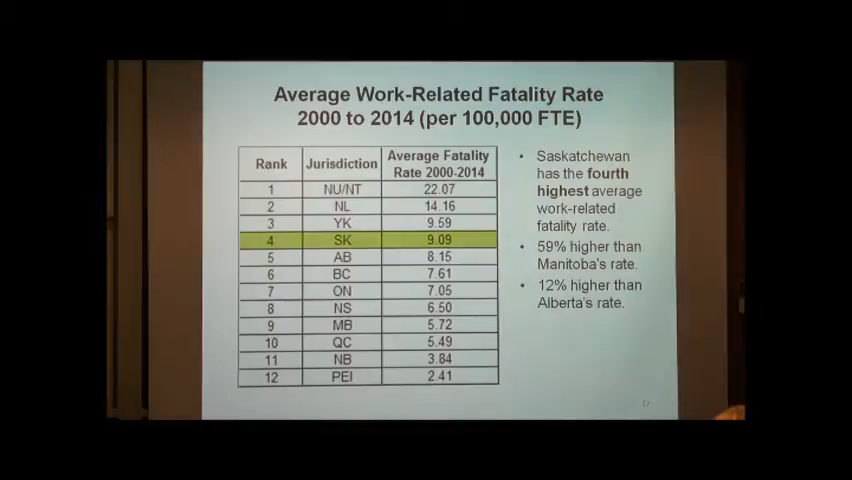 Average Work-Related Fatality Rate
2000 to 2014 (per 100,000 FTE)
Rank Jurisdiction Average Fatality Rate 2000-2014
1 NU/NT 22.07
2 NL 14.16
3 YK 9.59
4 SK 9.09
5 AB 8.15
6 BC 7.61
7 ON 7.05
8 NS 6.50
9 MB 5.72
10 QC 5.49
11 NB 3.84
12 PEI 2.41
• Saskatchewan
has the fourth
highest average
work-related
fatality rate.
• 59% higher than
Manitoba's rate.
• 12% higher than
Alberta's rate.